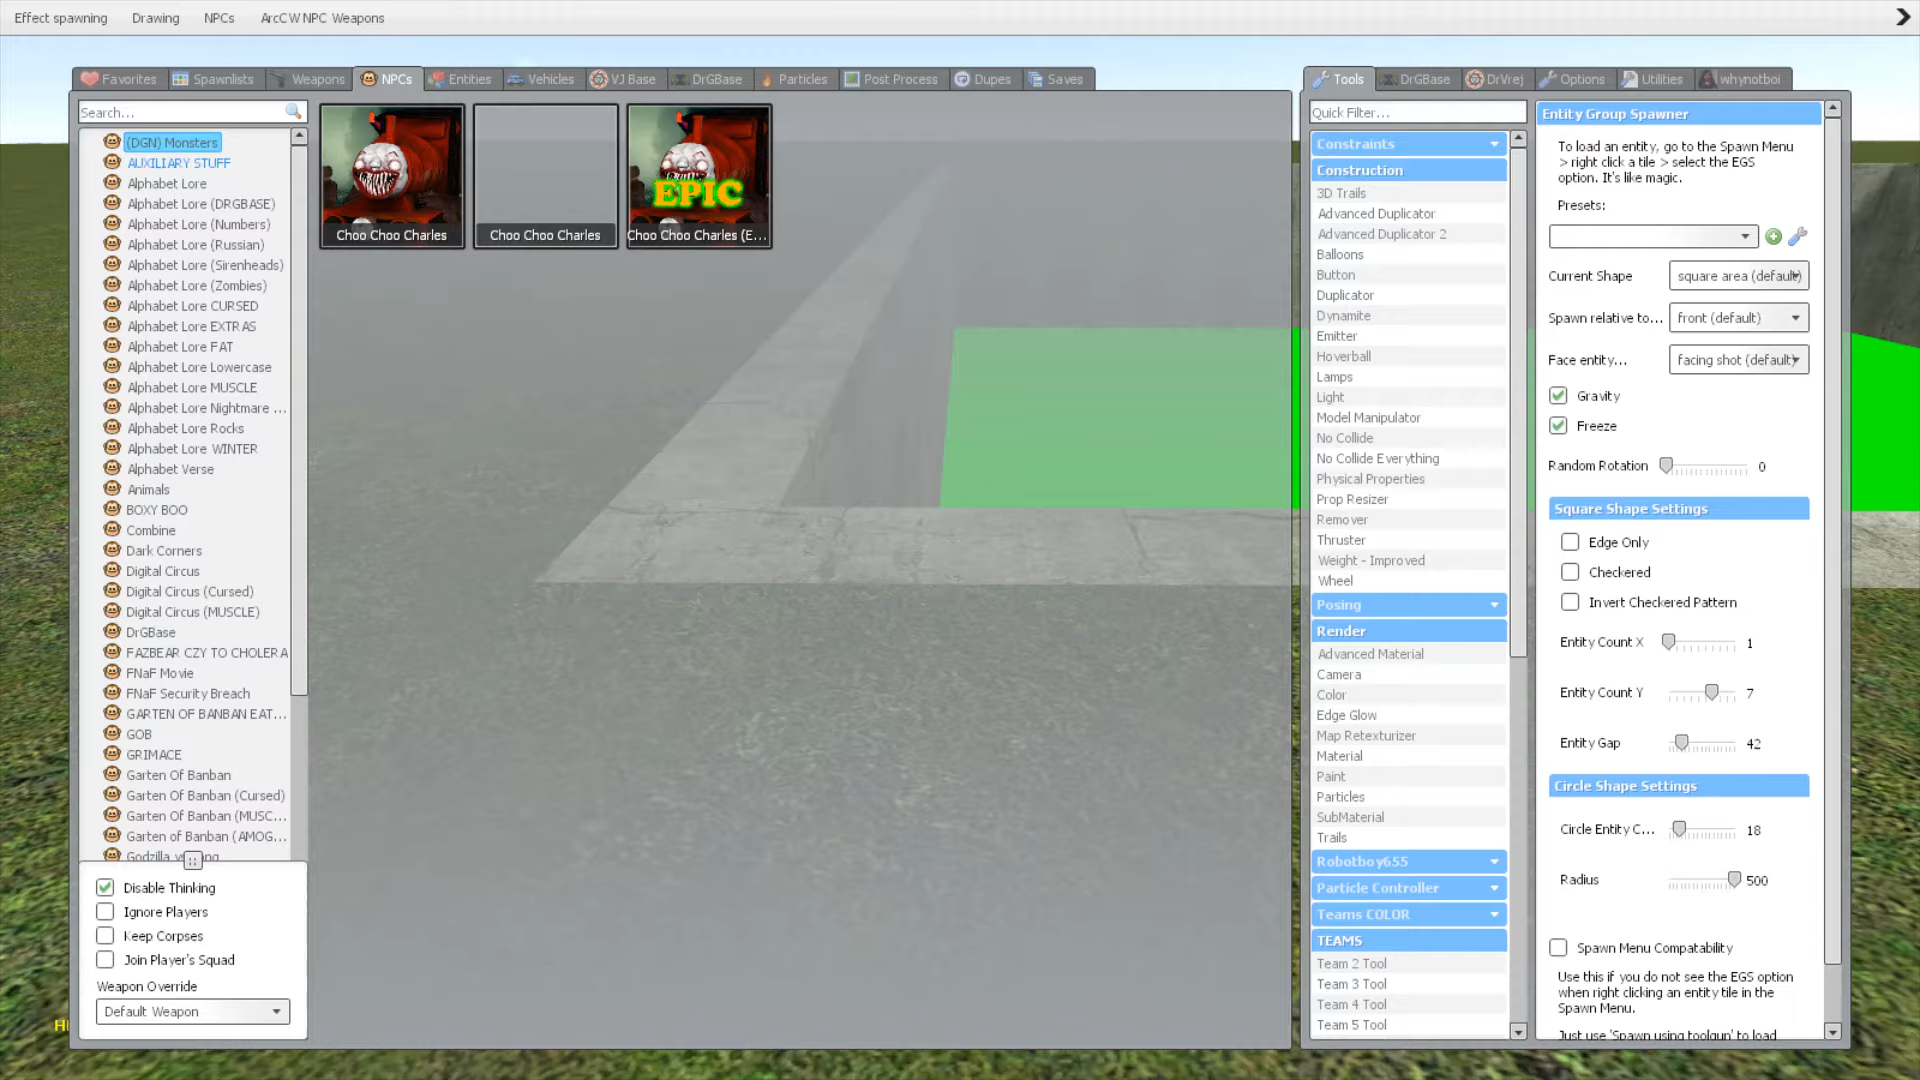 Effect spawning
Drawing
NPCs
ArcCW NPC Weapons
Favorites
Spawnlists
Weapons
NPCs
Entities
Vehicles
VJ Base
DrGBase
Particles
Post Process
Dupes
Saves
Search...
(DGN) Monsters
AUXILIARY STUFF
Alphabet Lore
Alphabet Lore (DRGBASE)
Alphabet Lore (Numbers)
Alphabet Lore (Russian)
Alphabet Lore (Sirenheads)
Alphabet Lore (Zombies)
Alphabet Lore CURSED
Alphabet Lore EXTRAS
Alphabet Lore FAT
Alphabet Lore Lowercase
Alphabet Lore MUSCLE
Alphabet Lore Nightmare ...
Alphabet Lore Rocks
Alphabet Lore WINTER
Alphabet Verse
Animals
BOXY BOO
Combine
Dark Corners
Digital Circus
Digital Circus (Cursed)
Digital Circus (MUSCLE)
DrGBase
FAZBEAR CZY TO CHOLERA
FNaF Movie
FNaF Security Breach
GARTEN OF BANBAN EAT...
GOB
GRIMACE
Garten Of Banban
Garten Of Banban (Cursed)
Garten Of Banban (MUSC...
Garten of Banban (AMOG...
Disable Thinking
Ignore Players
Keep Corpses
Join Player's Squad
Weapon Override
Default Weapon
Choo Choo Charles
Choo Choo Charles
EPIC
Choo Choo Charles (E...
Tools
DrGBase
DrVrej
Options
Utilities
whynotboi
Quick Filter...
Constraints
Construction
3D Trails
Advanced Duplicator
Advanced Duplicator 2
Balloons
Button
Duplicator
Dynamite
Emitter
Hoverball
Lamps
Light
Model Manipulator
No Collide
No Collide Everything
Physical Properties
Prop Resizer
Remover
Thruster
Weight - Improved
Wheel
Posing
Render
Advanced Material
Camera
Color
Edge Glow
Map Retexturizer
Material
Paint
Particles
SubMaterial
Trails
Robotboy655
Particle Controller
Teams COLOR
TEAMS
Team 2 Tool
Team 3 Tool
Team 4 Tool
Team 5 Tool
Entity Group Spawner
To load an entity, go to the Spawn Menu
> right click a tile > select the EGS
option. It's like magic.
Presets:
Current Shape
square area (default)
Spawn relative to...
front (default)
Face entity...
facing shot (default)
Gravity
Freeze
Random Rotation
0
Square Shape Settings
Edge Only
Checkered
Invert Checkered Pattern
Entity Count X
1
Entity Count Y
7
Entity Gap
42
Circle Shape Settings
Circle Entity C...
18
Radius
500
Spawn Menu Compatability
Use this if you do not see the EGS option
when right clicking an entity tile in the
Spawn Menu.
Just use 'Spawn using toolgun' to load